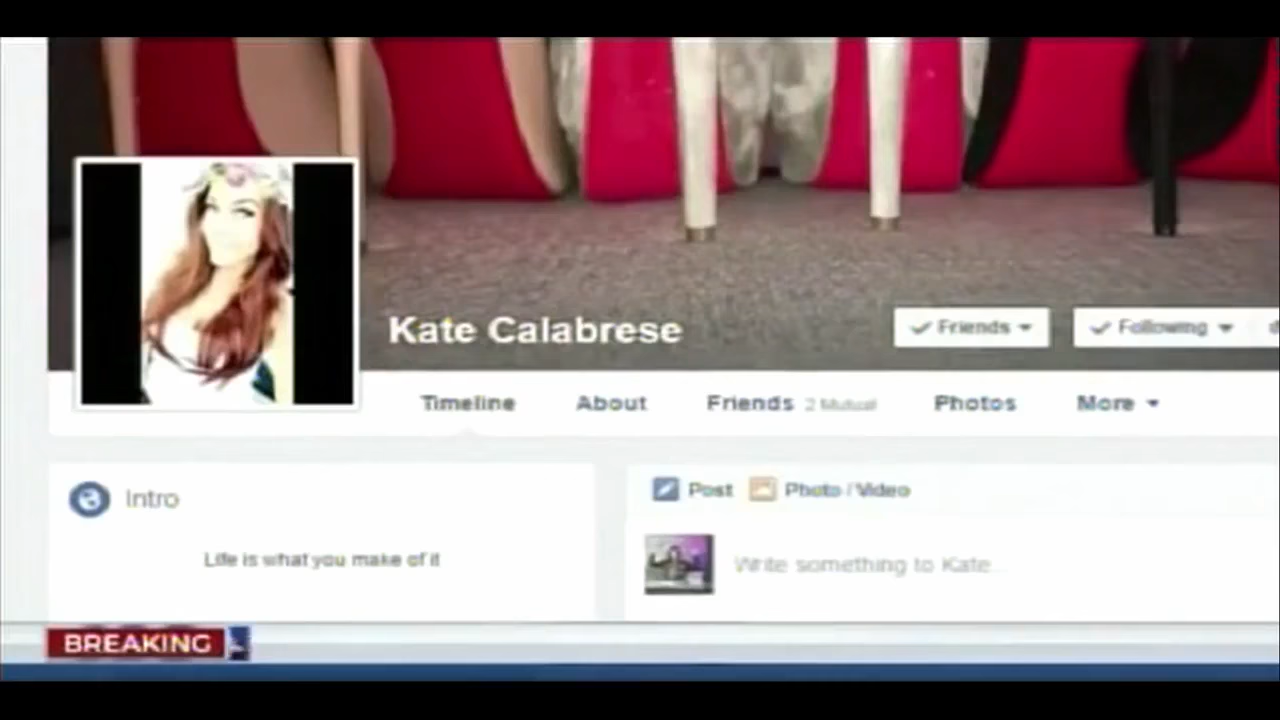 Kate Calabrese
Friends
Following
Timeline
About
Friends 2 Mutual
Photos
More
Intro
Post
Photo / Video
Life is what you make of it
Write something to Kate...
BREAKING